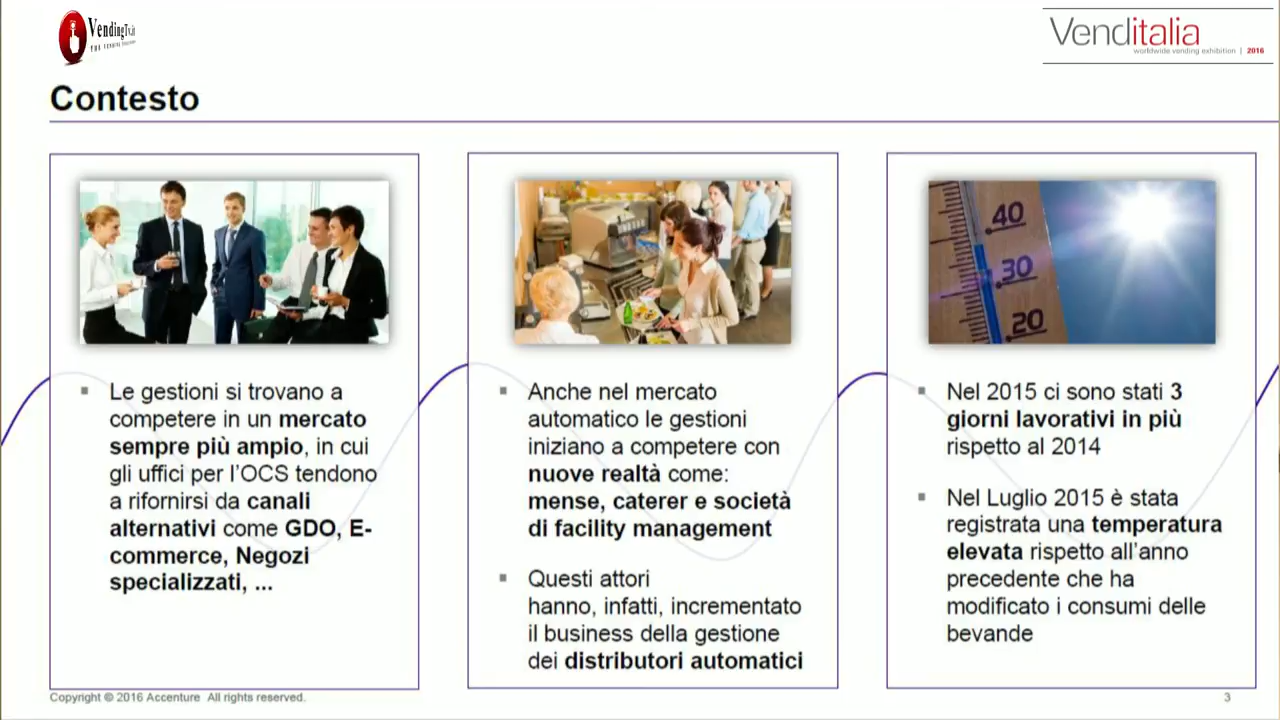 VendingTv.it
Venditalia
worldwide vending exhibition | 2016
Contesto
40
30
20
Le gestioni si trovano a
competere in un mercato
sempre più ampio, in cui
gli uffici per l'OCS tendono
a rifornirsi da canali
alternativi come GDO, E-
commerce, Negozi
specializzati, ...
Anche nel mercato
automatico le gestioni
iniziano a competere con
nuove realtà come:
mense, caterer e società
di facility management
Questi attori
hanno, infatti, incrementato
il business della gestione
dei distributori automatici
Nel 2015 ci sono stati 3
giorni lavorativi in più
rispetto al 2014
Nel Luglio 2015 è stata
registrata una temperatura
elevata rispetto all'anno
precedente che ha
modificato i consumi delle
bevande
Copyright © 2016 Accenture All rights reserved.
3